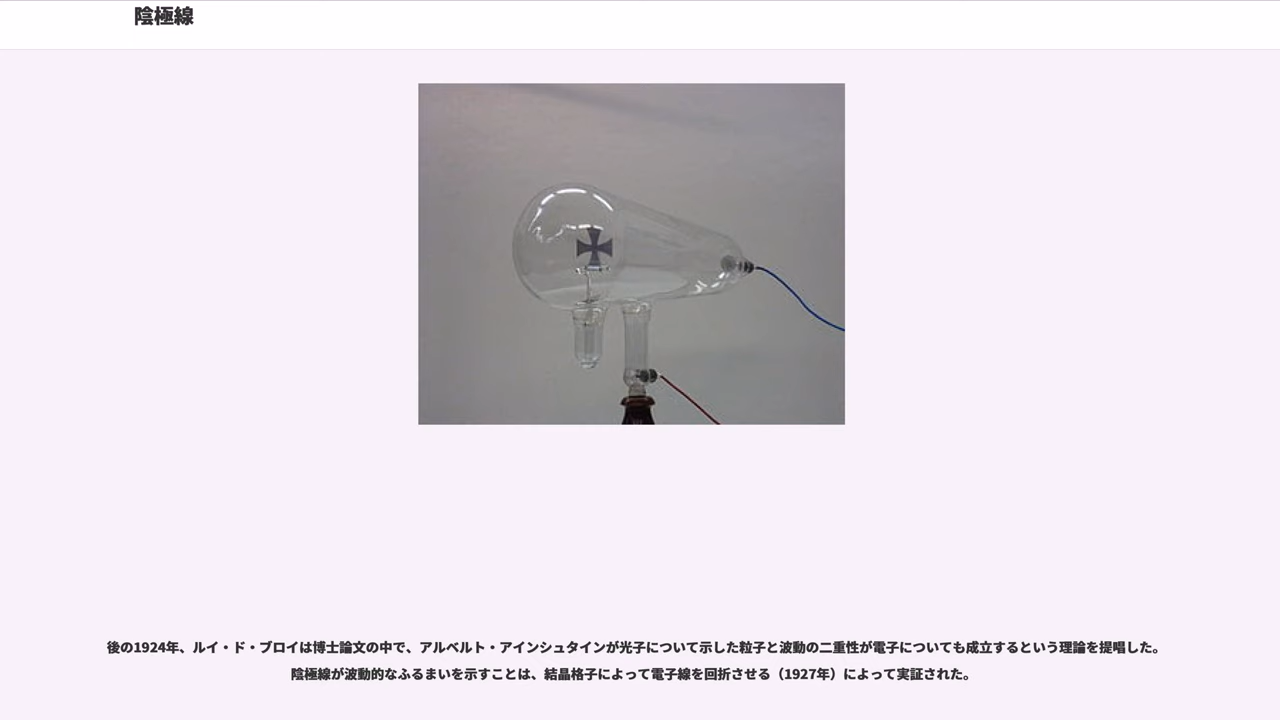 陰極線
後の1924年、ルイ・ド・ブロイは博士論文の中で、アルベルト・アインシュタインが光子について示した粒子と波動の二重性が電子についても成立するという理論を提唱した。
陰極線が波動的なふるまいを示すことは、結晶格子によって電子線を回折させる（1927年）によって実証された。